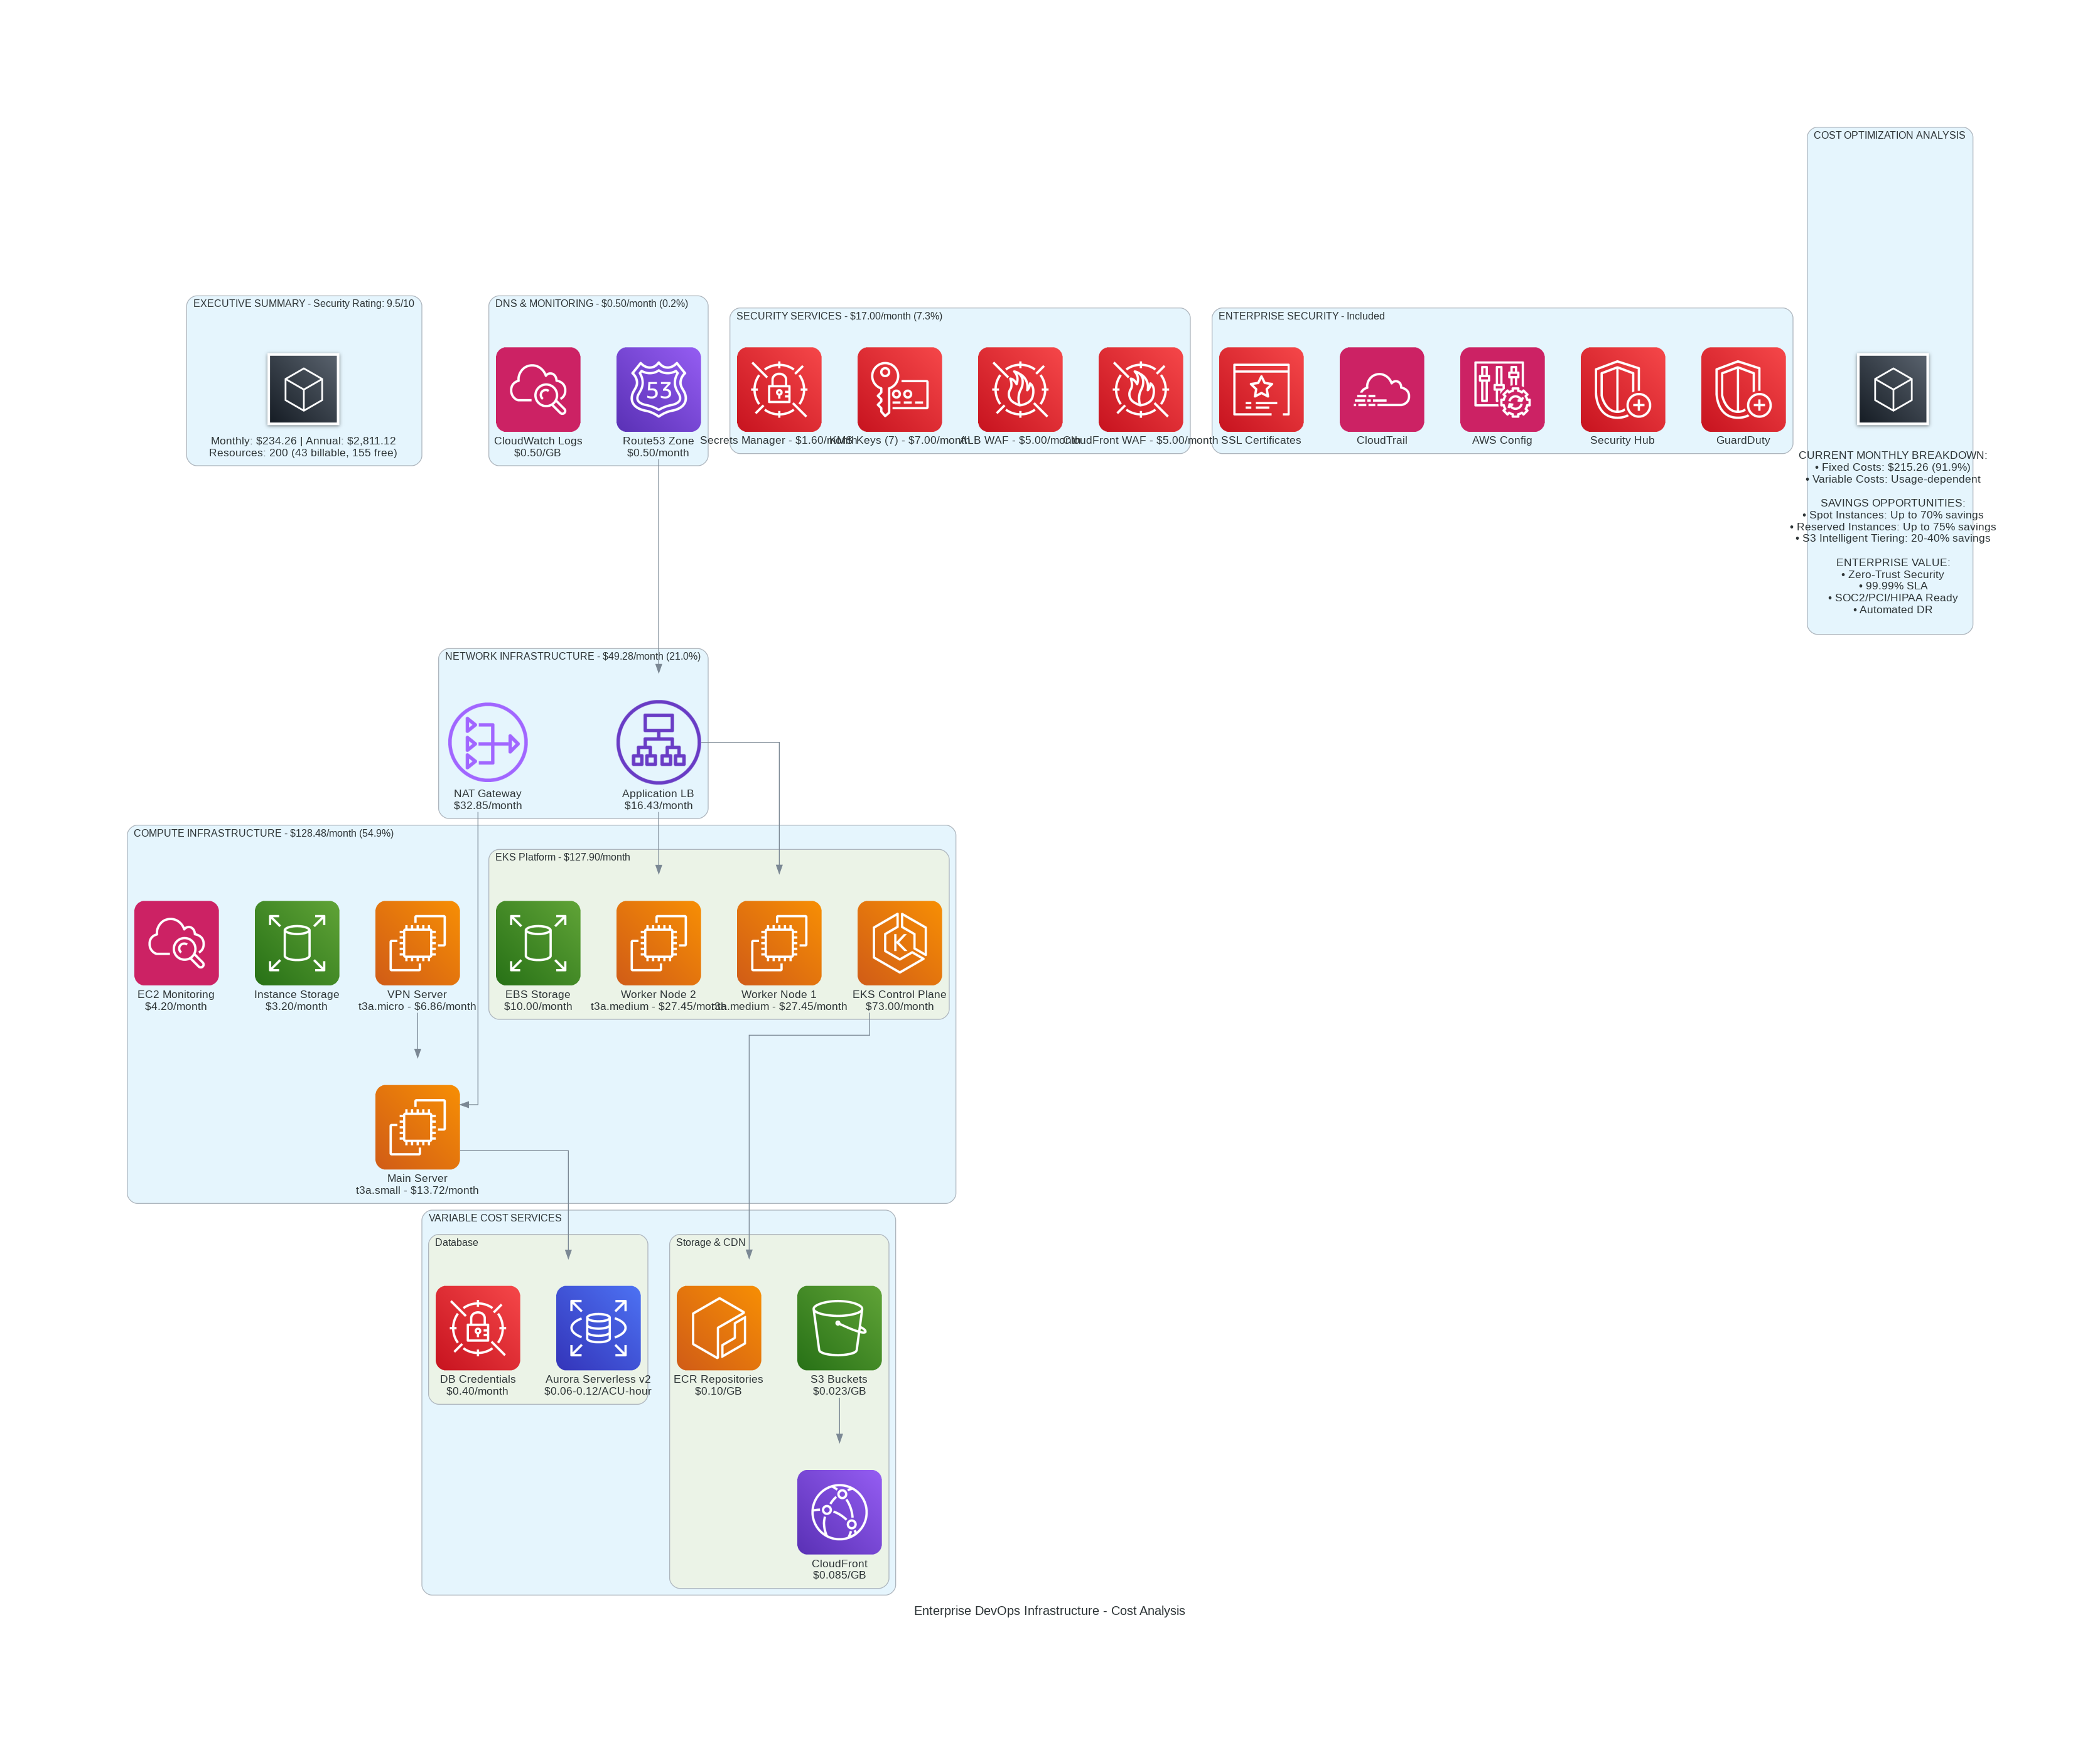 COST OPTIMIZATION ANALYSIS
EXECUTIVE SUMMARY - Security Rating: 9.5/10
Monthly: $234.26 | Annual: $2,811.12
Resources: 200 (43 billable, 155 free)
DNS & MONITORING - $0.50/month (0.2%)
CloudWatch Logs
$0.50/GB
53
Route53 Zone
$0.50/month
SECURITY SERVICES - $17.00/month (7.3%)
Secrets Manager - $1.60/month
KMS Keys (7) - $7.00/month
ALB WAF - $5.00/month
CloudFront WAF - $5.00/month
ENTERPRISE SECURITY - Included
SSL Certificates
CloudTrail
AWS Config
Security Hub
GuardDuty
CURRENT MONTHLY BREAKDOWN:
• Fixed Costs: $215.26 (91.9%)
• Variable Costs: Usage-dependent
SAVINGS OPPORTUNITIES:
• Spot Instances: Up to 70% savings
• Reserved Instances: Up to 75% savings
• S3 Intelligent Tiering: 20-40% savings
ENTERPRISE VALUE:
• Zero-Trust Security
• 99.99% SLA
• SOC2/PCI/HIPAA Ready
• Automated DR
NETWORK INFRASTRUCTURE - $49.28/month (21.0%)
NAT Gateway
$32.85/month
Application LB
$16.43/month
COMPUTE INFRASTRUCTURE - $128.48/month (54.9%)
EC2 Monitoring
$4.20/month
Instance Storage
$3.20/month
VPN Server
t3a.micro - $6.86/month
EKS Platform - $127.90/month
EBS Storage
$10.00/month
Worker Node 2
t3a.medium - $27.45/month
Worker Node 1
t3a.medium - $27.45/month
K
EKS Control Plane
$73.00/month
Main Server
t3a.small - $13.72/month
VARIABLE COST SERVICES
Database
DB Credentials
$0.40/month
Aurora Serverless v2
$0.06-0.12/ACU-hour
Storage & CDN
ECR Repositories
$0.10/GB
S3 Buckets
$0.023/GB
CloudFront
$0.085/GB
Enterprise DevOps Infrastructure - Cost Analysis